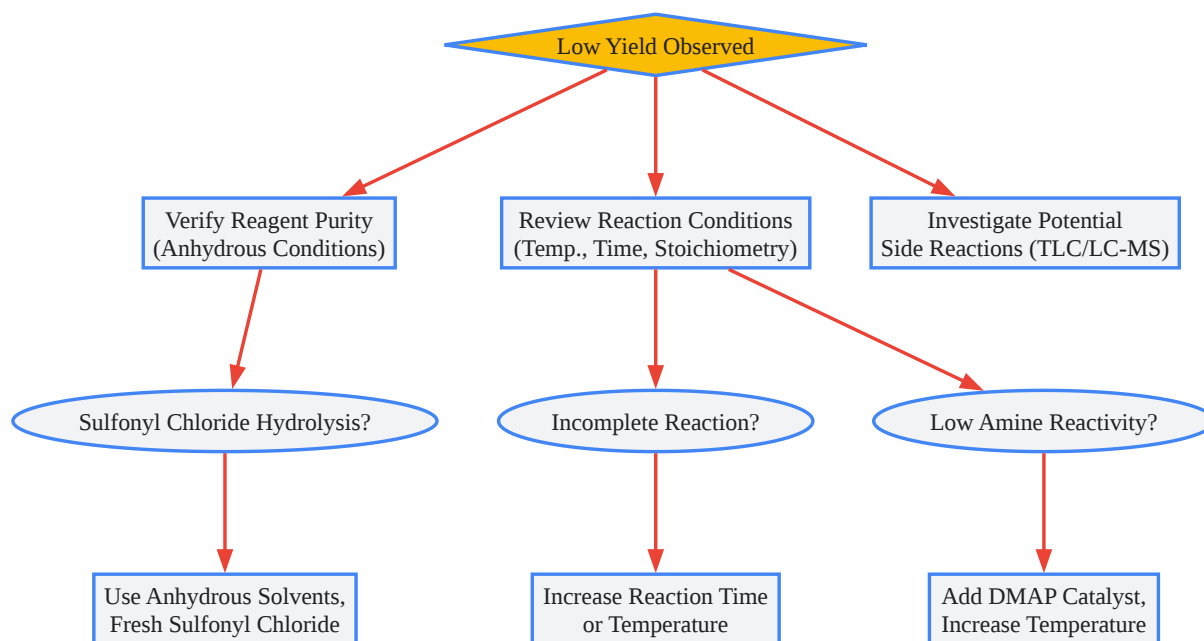 Low Yield Observed
Verify Reagent Purity
(Anhydrous Conditions)
Review Reaction Conditions
(Temp., Time, Stoichiometry)
Investigate Potential
Side Reactions (TLC/LC-MS)
Sulfonyl Chloride Hydrolysis?
Incomplete Reaction?
Low Amine Reactivity?
Use Anhydrous Solvents,
Fresh Sulfonyl Chloride
Increase Reaction Time
or Temperature
Add DMAP Catalyst,
Increase Temperature